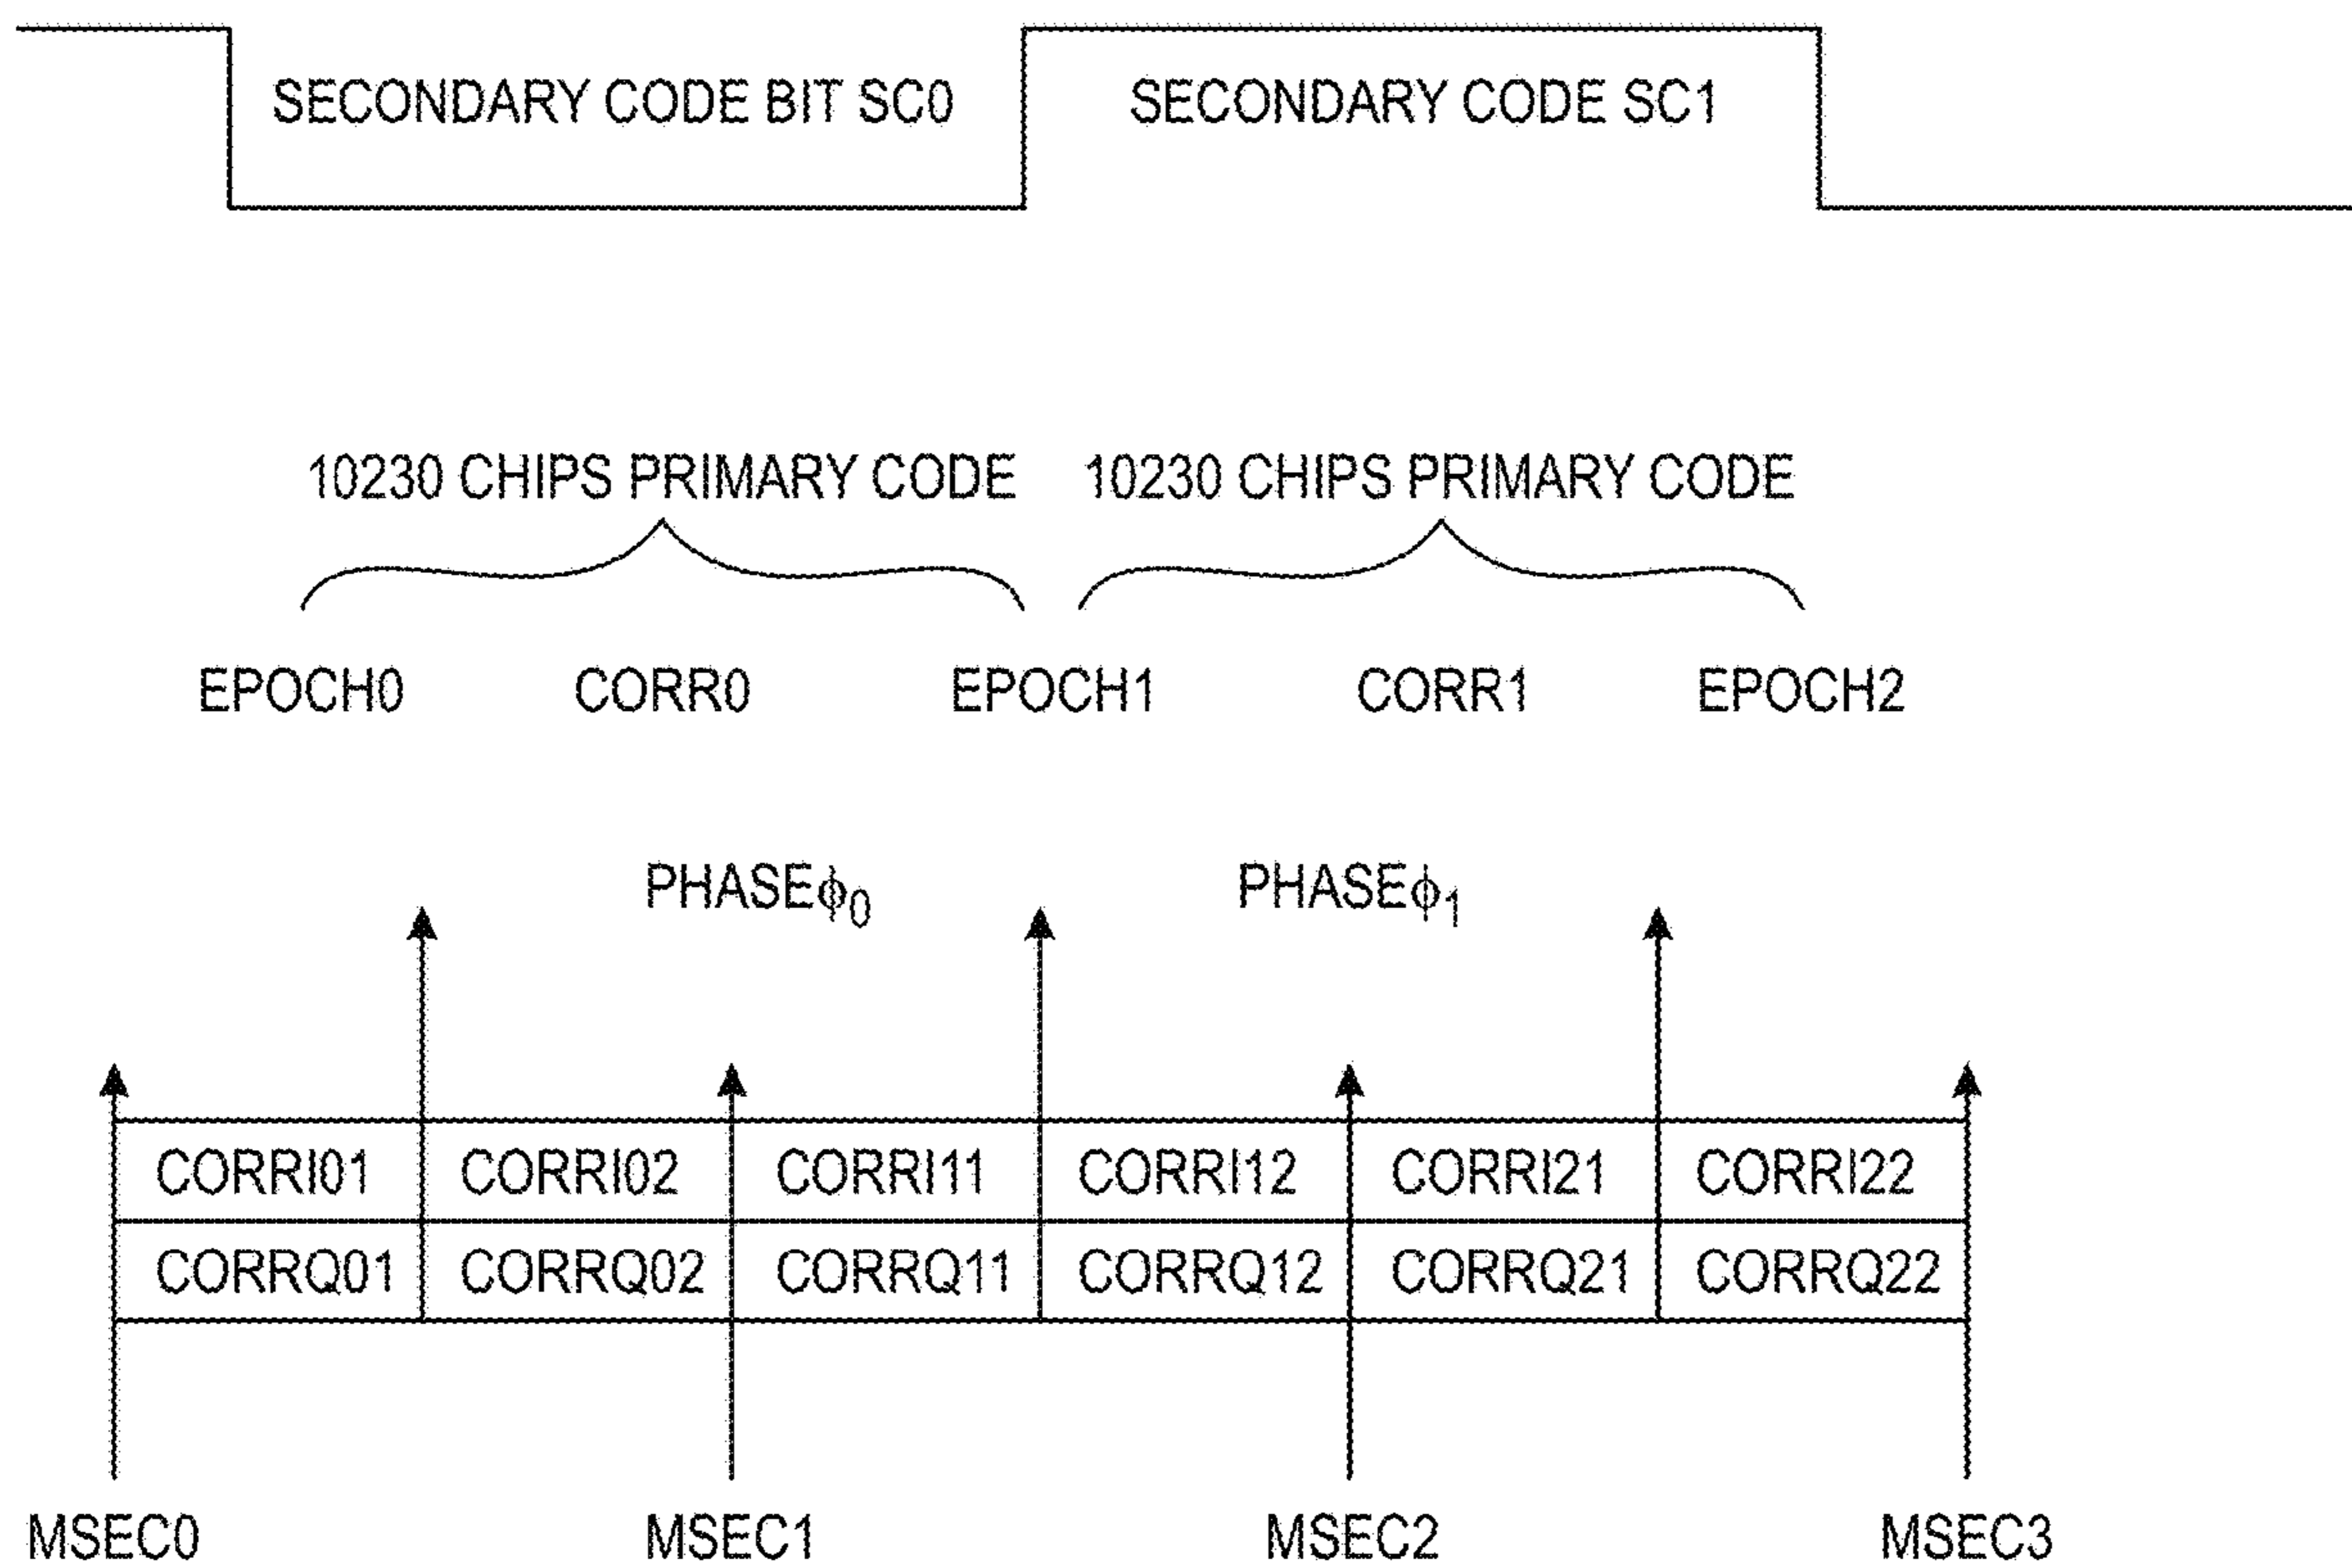 SECONDARY CODE BIT SC0 SECONDARY CODE SC1
10230 CHIPS PRIMARY CODE 10230 CHIPS PRIMARY CODE
EPOCH0 CORR0 EPOCH1 CORR1 EPOCH2
PHASEϕ₀ PHASEϕ₁
CORRI01 CORRI02 CORRI11 CORRI12 CORRI21 CORRI22
CORRQ01 CORRQ02 CORRQ11 CORRQ12 CORRQ21 CORRQ22
MSEC0 MSEC1 MSEC2 MSEC3